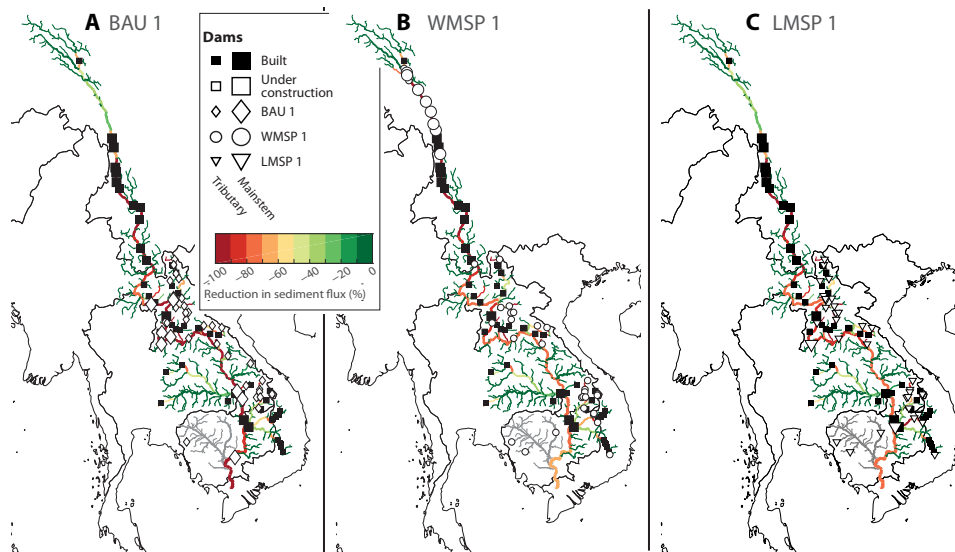 A BAU 1
B WMSP 1
C LMSP 1
Dams
Built
Under
construction
BAU 1
WMSP 1
LMSP 1
Tributary
Mainstem
−100
−80
−60
−40
−20
0
Reduction in sediment flux (%)